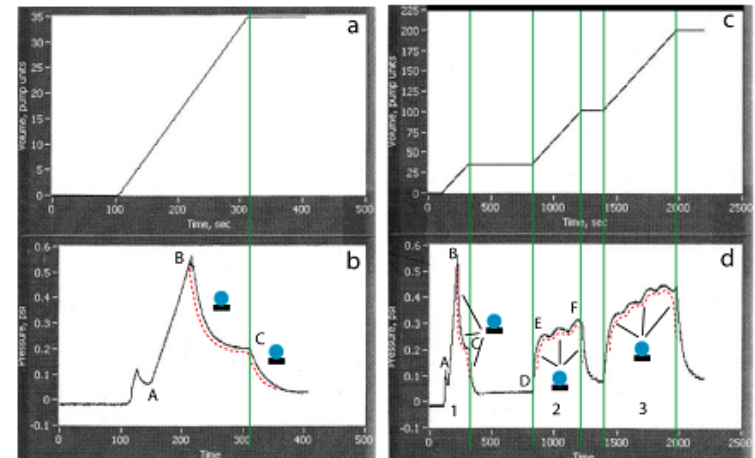 a
Volume, pump units
35
30
25
20
15
10
5
0
0
100
200
300
400
500
Time, sec
c
Volume, pump units
225
200
175
150
125
100
75
50
25
0
0
500
1000
1500
2000
2500
Time, sec
b
Pressure, psi
0.6
0.5
0.4
0.3
0.2
0.1
0
-0.1
B
C
A
0
100
200
300
400
500
Time
d
Pressure, psi
0.6
0.5
0.4
0.3
0.2
0.1
0
-0.1
B
A
C
D
E
F
1
2
3
0
500
1000
1500
2000
2500
Time